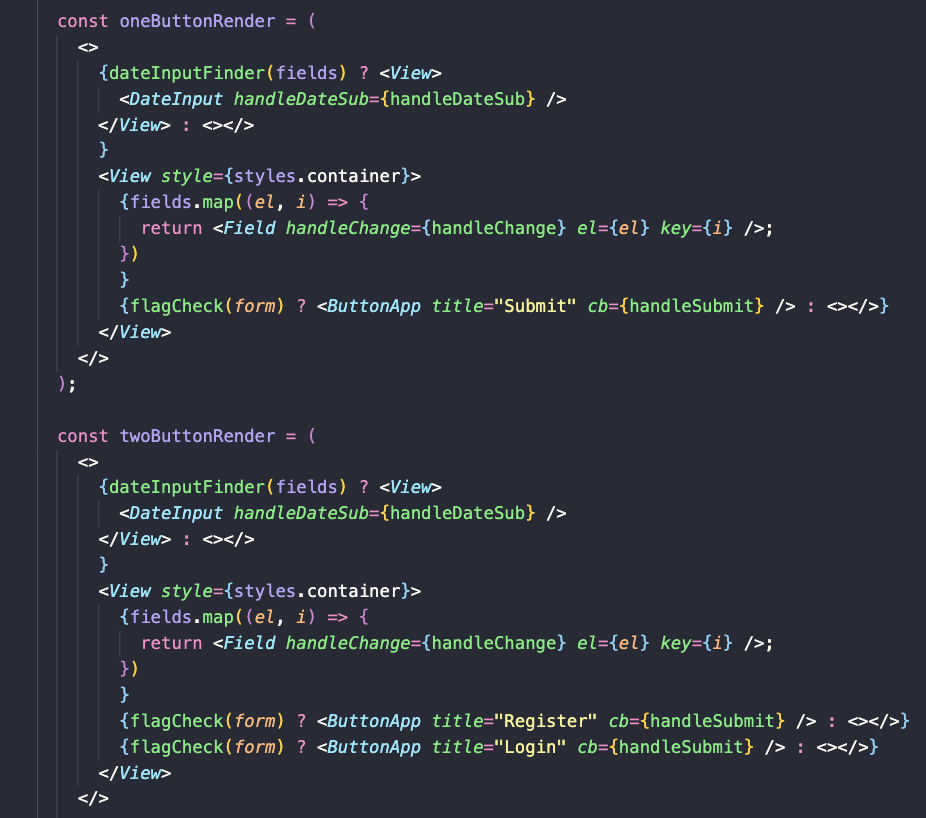 const oneButtonRender = (
<>
{dateInputFinder(fields) ? <View>
<DateInput handleDateSub={handleDateSub} />
</View> : <></>
}
<View style={styles.container}>
{fields.map((el, i) => {
return <Field handleChange={handleChange} el={el} key={i} />;
})
}
{flagCheck(form) ? <ButtonApp title="Submit" cb={handleSubmit} /> : <></>}
</View>
</>
);
const twoButtonRender = (
<>
{dateInputFinder(fields) ? <View>
<DateInput handleDateSub={handleDateSub} />
</View> : <></>
}
<View style={styles.container}>
{fields.map((el, i) => {
return <Field handleChange={handleChange} el={el} key={i} />;
})
}
{flagCheck(form) ? <ButtonApp title="Register" cb={handleSubmit} /> : <></>}
{flagCheck(form) ? <ButtonApp title="Login" cb={handleSubmit} /> : <></>}
</View>
</>